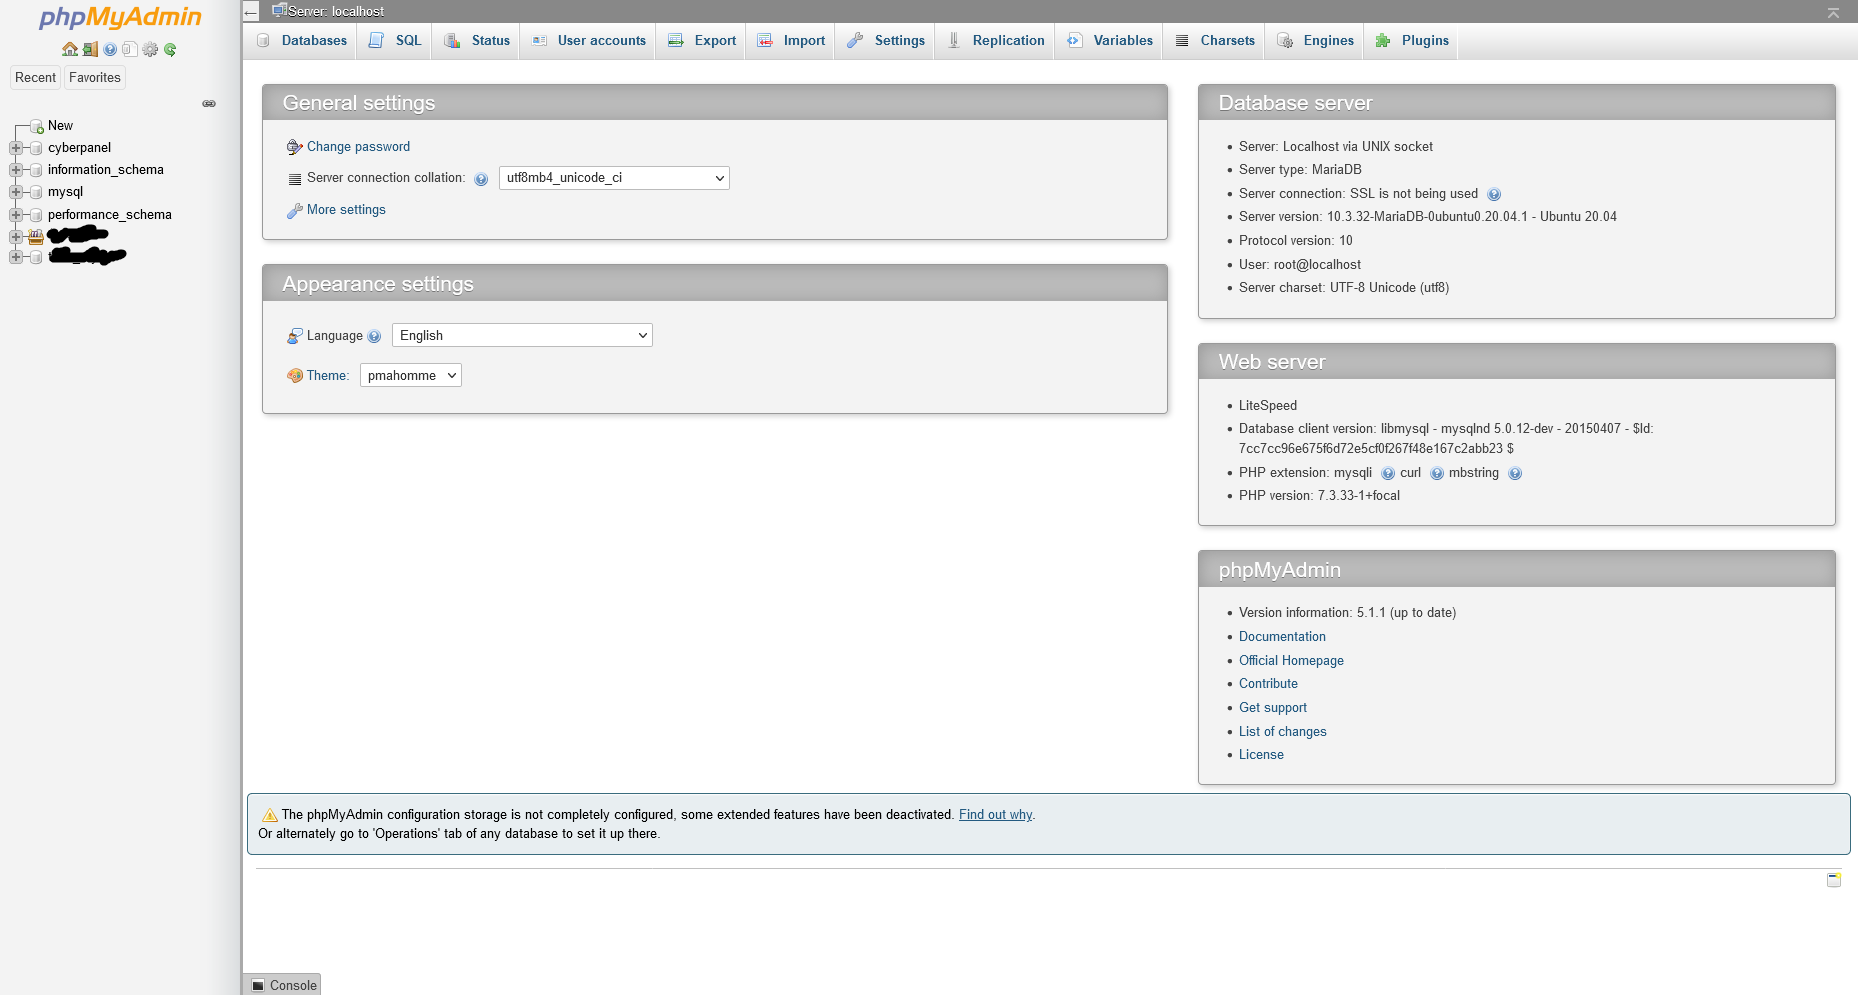 phpMyAdmin
Recent
Favorites
New
cyberpanel
information_schema
mysql
performance_schema
Server: localhost
Databases
SQL
Status
User accounts
Export
Import
Settings
Replication
Variables
Charsets
Engines
Plugins
General settings
Change password
Server connection collation:
utf8mb4_unicode_ci
More settings
Appearance settings
Language
English
Theme:
pmahomme
Database server
Server: Localhost via UNIX socket
Server type: MariaDB
Server connection: SSL is not being used
Server version: 10.3.32-MariaDB-0ubuntu0.20.04.1 - Ubuntu 20.04
Protocol version: 10
User: root@localhost
Server charset: UTF-8 Unicode (utf8)
Web server
LiteSpeed
Database client version: libmysql - mysqlnd 5.0.12-dev - 20150407 - $Id:
7cc7cc96e675f6d72e5cf0f267f48e167c2abb23 $
PHP extension: mysqli curl mbstring
PHP version: 7.3.33-1+focal
phpMyAdmin
Version information: 5.1.1 (up to date)
Documentation
Official Homepage
Contribute
Get support
List of changes
License
The phpMyAdmin configuration storage is not completely configured, some extended features have been deactivated. Find out why.
Or alternately go to 'Operations' tab of any database to set it up there.
Console